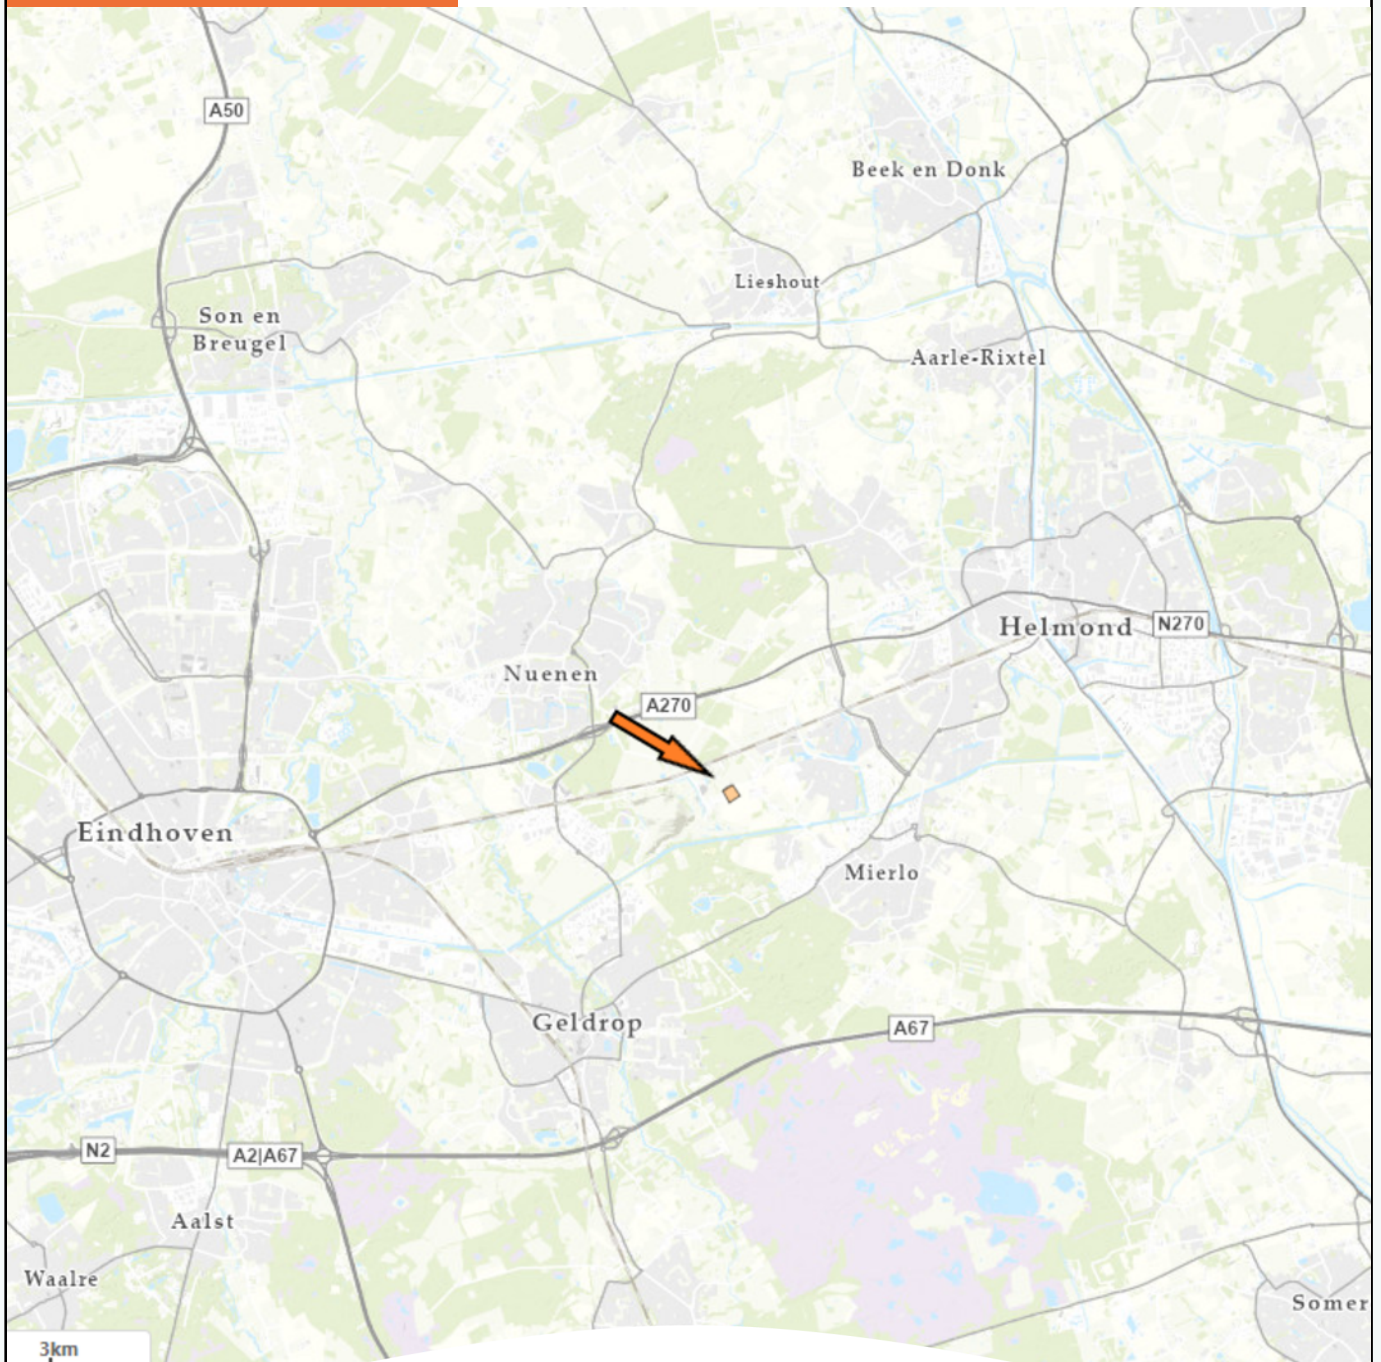 A50
Beek en Donk
Lieshout
Son en
Breugel
Aarle-Rixtel
Helmond
N270
Nuenen
A270
Eindhoven
Mierlo
Geldrop
A67
N2
A2|A67
Aalst
Waalre
Somer
3km